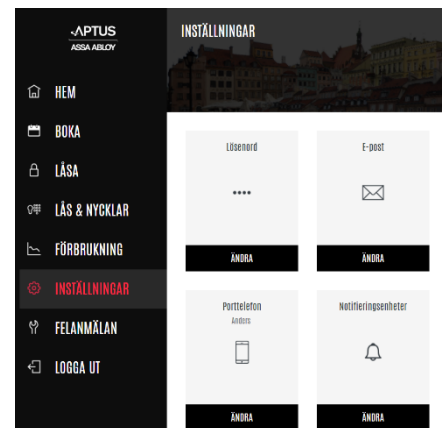 APTUS
ASSA ABLOY
HEM
BOKA
LÅSA
LÅS & NYCKLAR
FÖRBRUKNING
INSTÄLLNINGAR
FELANMÄLAN
LOGGA UT
INSTÄLLNINGAR
Lösenord
••••
ÄNDRA
E-post
ÄNDRA
Porttelefon
Anders
ÄNDRA
Notifieringsenheter
ÄNDRA